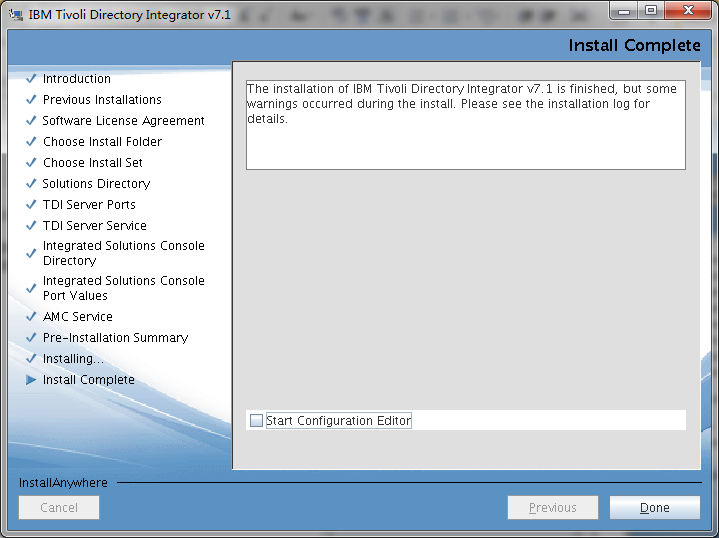 IBM Tivoli Directory Integrator v7.1
Install Complete
Introduction
Previous Installations
Software License Agreement
Choose Install Folder
Choose Install Set
Solutions Directory
TDI Server Ports
TDI Server Service
Integrated Solutions Console
Directory
Integrated Solutions Console
Port Values
AMC Service
Pre-Installation Summary
Installing...
Install Complete
The installation of IBM Tivoli Directory Integrator v7.1 is finished, but some
warnings occurred during the install. Please see the installation log for
details.
Start Configuration Editor
InstallAnywhere
Cancel
Previous
Done